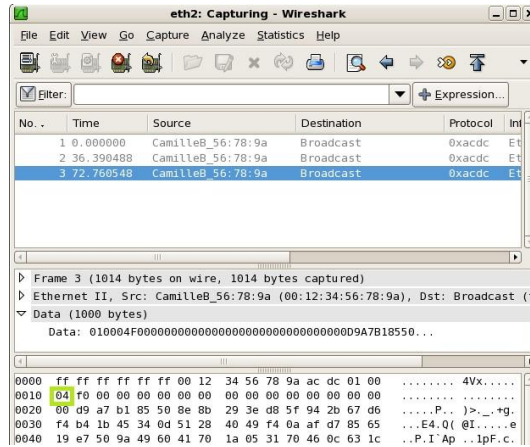 eth2: Capturing - Wireshark
File Edit View Go Capture Analyze Statistics Help
Filter: Expression...
No. . Time Source Destination Protocol Inf
1 0.000000 CamilleB_56:78:9a Broadcast 0xacdc Et
2 36.390488 CamilleB_56:78:9a Broadcast 0xacdc Et
3 72.760548 CamilleB_56:78:9a Broadcast 0xacdc Et
Frame 3 (1014 bytes on wire, 1014 bytes captured)
Ethernet II, Src: CamilleB_56:78:9a (00:12:34:56:78:9a), Dst: Broadcast (
Data (1000 bytes)
Data: 010004F00000000000000000000000000000D9A7B18550...
0000 ff ff ff ff ff ff 00 12 34 56 78 9a ac dc 01 00 ........ 4Vx.....
0010 04 f0 00 00 00 00 00 00 00 00 00 00 00 00 00 00 ........ ........
0020 00 d9 a7 b1 85 50 8e 8b 29 3e d8 5f 94 2b 67 d6 .....P.. )>._.+g.
0030 f4 b4 1b 45 34 0d 51 28 40 49 f4 0a af d7 85 65 ...E4.Q( @I.....e
0040 19 e7 50 9a 49 60 41 70 1a 05 31 70 46 0c 63 1c ..P.I`Ap ..1pF.c.